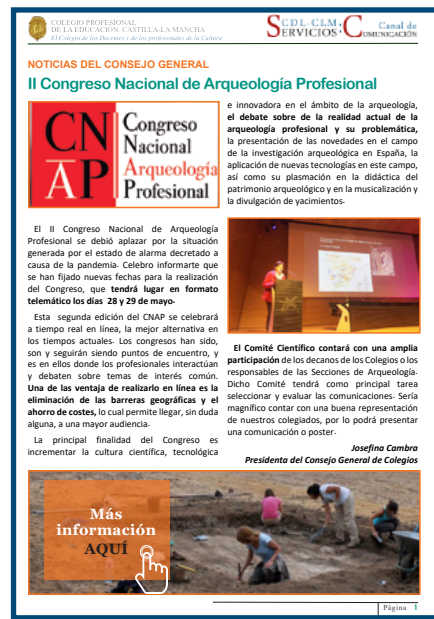 COLEGIO PROFESIONAL
DE LA EDUCACIÓN. CASTILLA-LA MANCHA
El Colegio de los Docentes y de los profesionales de la Cultura
SCDL-CLM
SERVICIOS
Canal de
COMUNICACIÓN
NOTICIAS DEL CONSEJO GENERAL
II Congreso Nacional de Arqueología Profesional
CN
AP
Congreso
Nacional
Arqueología
Profesional
El II Congreso Nacional de Arqueología
Profesional se debió aplazar por la situación
generada por el estado de alarma decretado a
causa de la pandemia. Celebro informarte que
se han fijado nuevas fechas para la realización
del Congreso, que tendrá lugar en formato
telemático los días 28 y 29 de mayo.
Esta segunda edición del CNAP se celebrará
a tiempo real en línea, la mejor alternativa en
los tiempos actuales. Los congresos han sido,
son y seguirán siendo puntos de encuentro, y
es en ellos donde los profesionales interactúan
y debaten sobre temas de interés común.
Una de las ventaja de realizarlo en línea es la
eliminación de las barreras geográficas y el
ahorro de costes, lo cual permite llegar, sin duda
alguna, a una mayor audiencia.
La principal finalidad del Congreso es
incrementar la cultura científica, tecnológica
e innovadora en el ámbito de la arqueología,
el debate sobre de la realidad actual de la
arqueología profesional y su problemática,
la presentación de las novedades en el campo
de la investigación arqueológica en España, la
aplicación de nuevas tecnologías en este campo,
así como su plasmación en la didáctica del
patrimonio arqueológico y en la musicalización y
la divulgación de yacimientos.
El Comité Científico contará con una amplia
participación de los decanos de los Colegios o los
responsables de las Secciones de Arqueología.
Dicho Comité tendrá como principal tarea
seleccionar y evaluar las comunicaciones. Sería
magnífico contar con una buena representación
de nuestros colegiados, por lo podrá presentar
una comunicación o poster.
Josefina Cambra
Presidenta del Consejo General de Colegios
Más
información
AQUÍ
Página 1